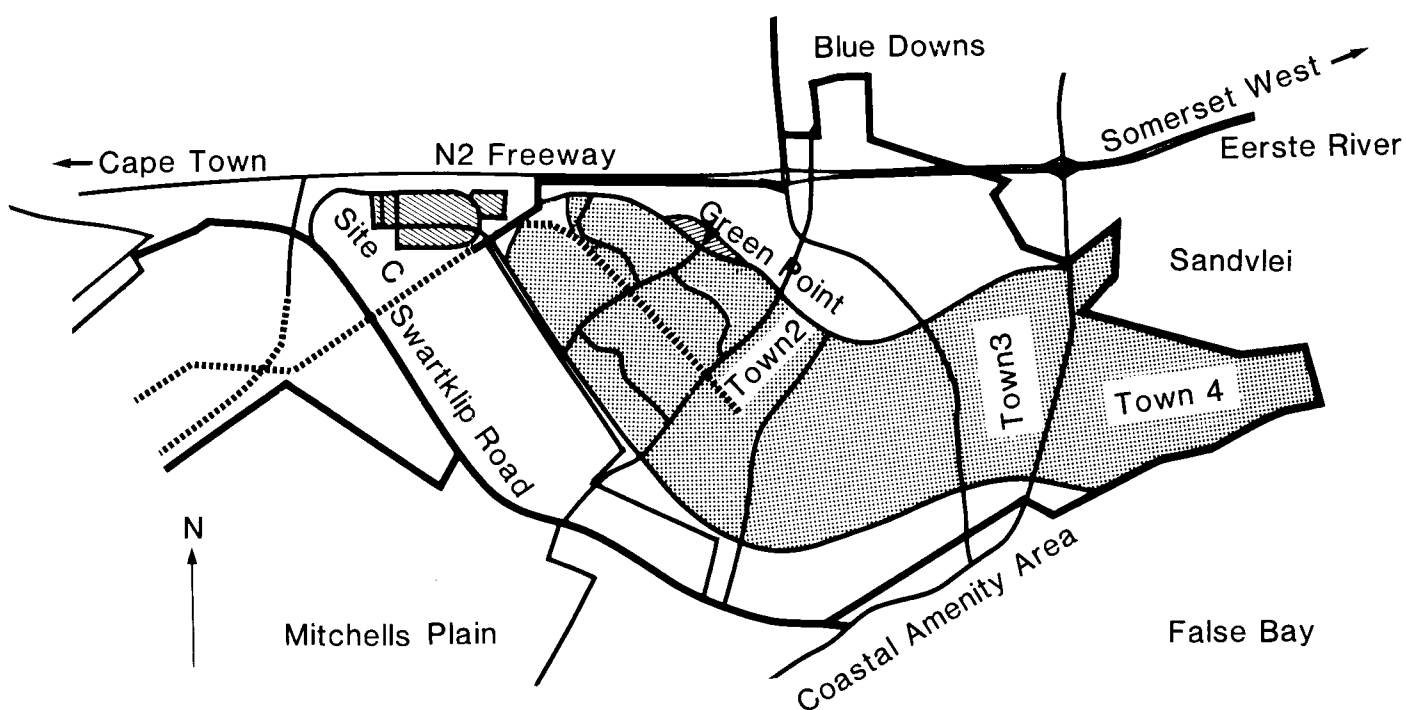 Blue Downs
Somerset West
Cape Town
N2 Freeway
Eerste River
Site C
Green Point
Sandvlei
Swartklip Road
Town2
Town3
Town 4
N
Mitchells Plain
Coastal Amenity Area
False Bay